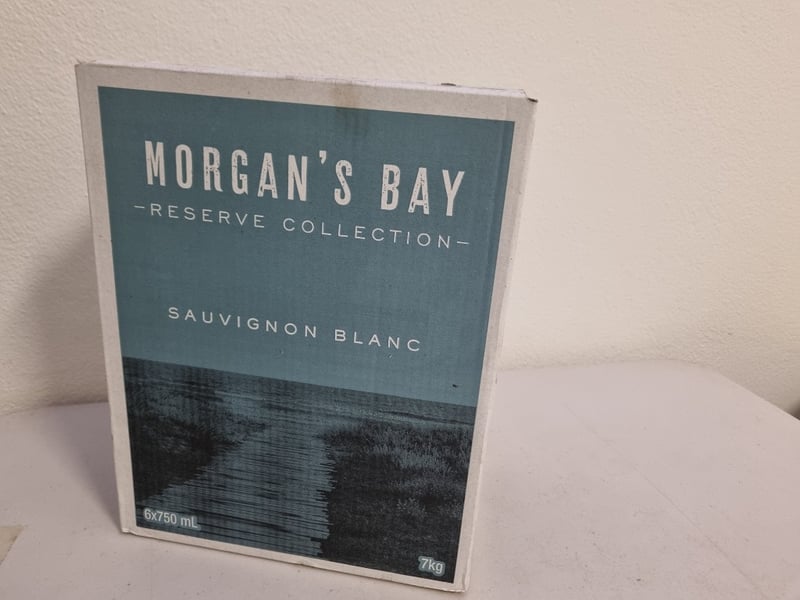 MORGAN'S BAY
-RESERVE COLLECTION-
SAUVIGNON BLANC
6x750 mL
7kg